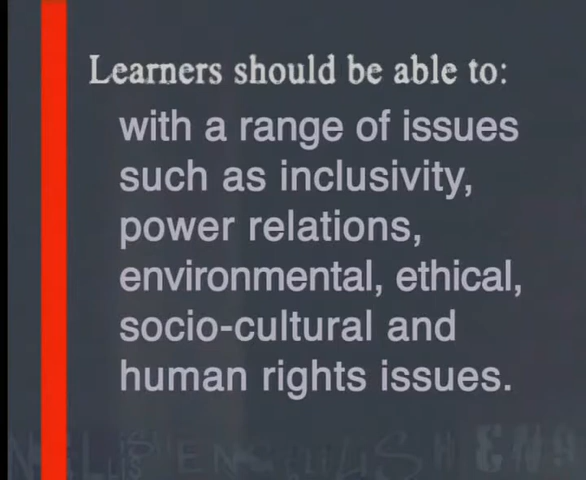 Learners should be able to:
with a range of issues
such as inclusivity,
power relations,
environmental, ethical,
socio-cultural and
human rights issues.